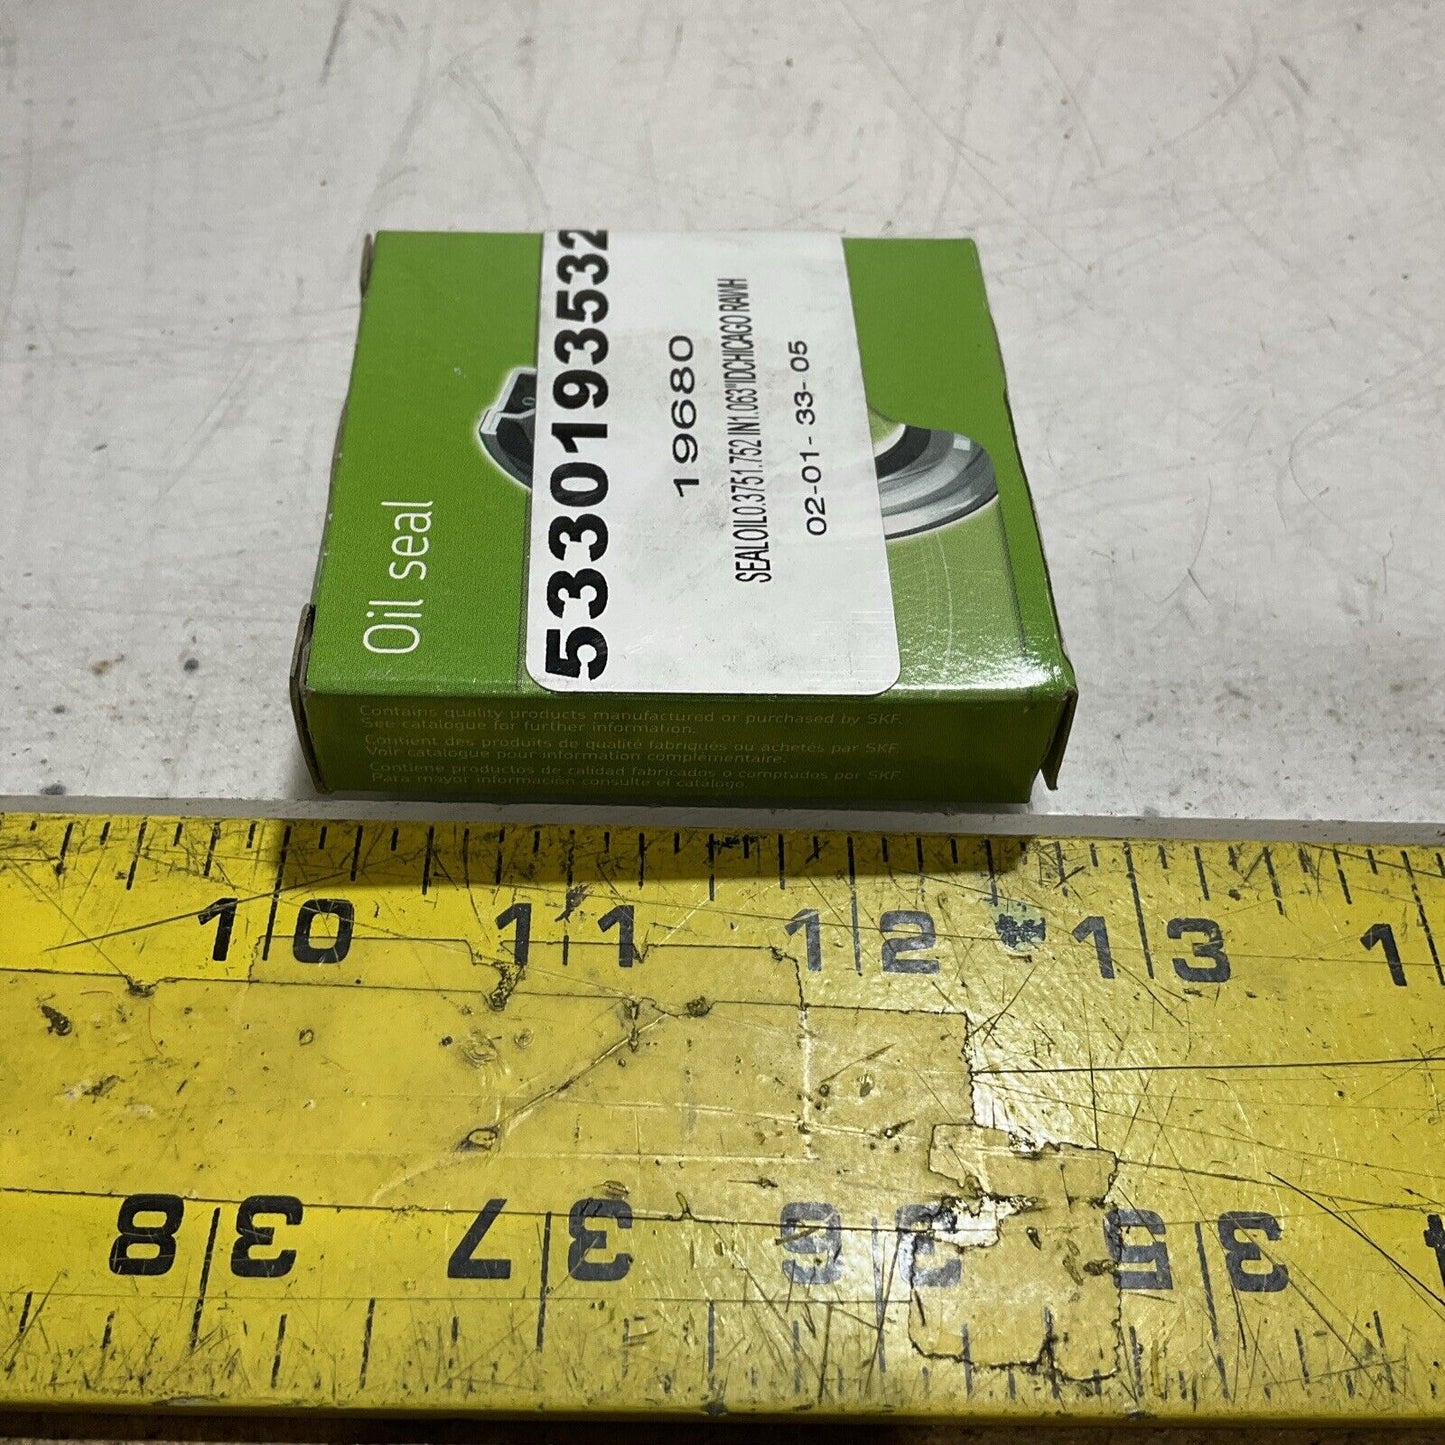 Oil seal
5330193532
19680
SEALOIL0.3751.752 IN1.063"IDCHICAGO RAWH
02-01-33-05
Contains quality products manufactured or purchased by SKF.
See catalogue for further information.
Contient des produits de qualité fabriqués ou achetés par SKF.
Voir catalogue pour information complémentaire.
Contiene productos de calidad fabricados o comprados por SKF.
Para mayor información consulte el catálogo.
10 11 12 13 1
38 37 36 35